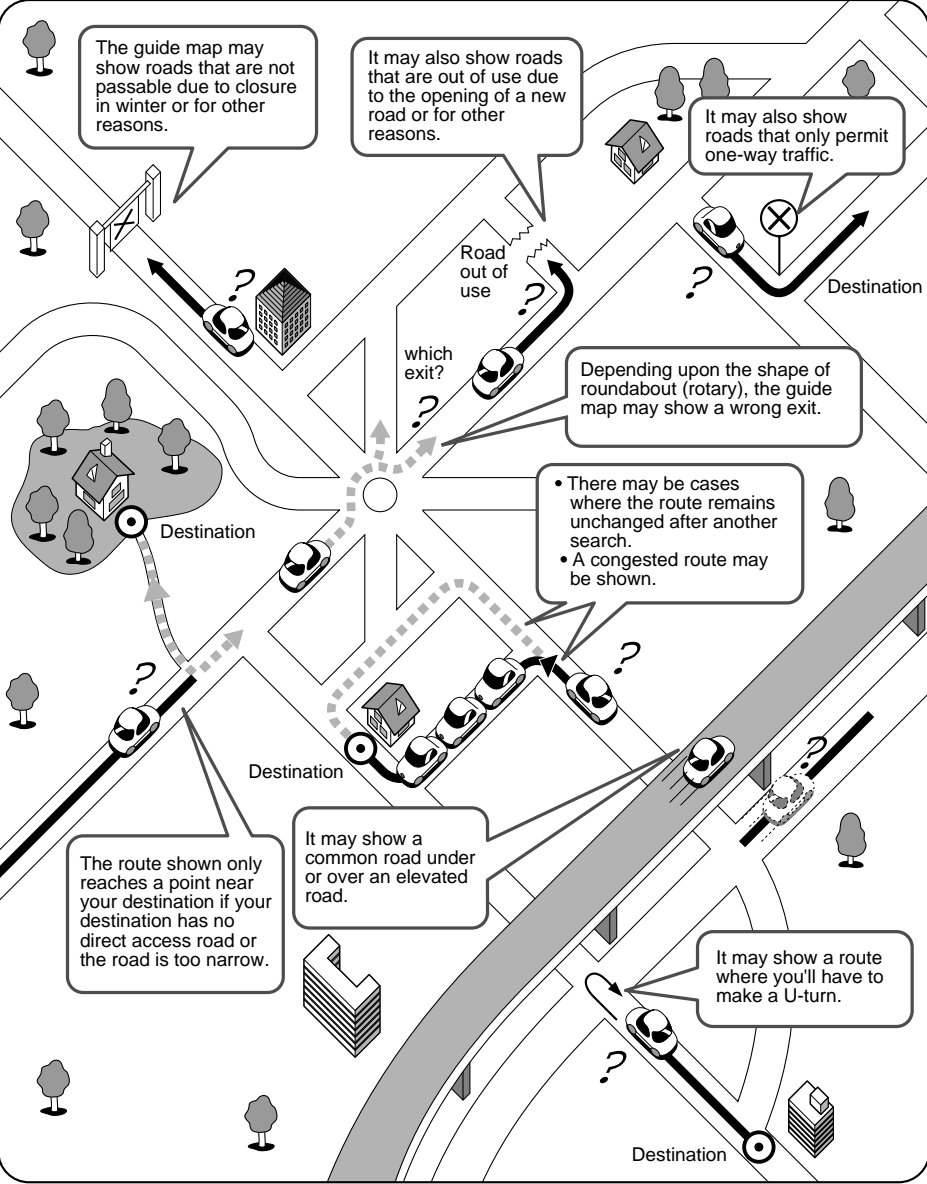 The guide map may
show roads that are not
passable due to closure
in winter or for other
reasons.
It may also show roads
that are out of use due
to the opening of a new
road or for other
reasons.
It may also show
roads that only permit
one-way traffic.
Road
out of
use
?
?
?
Destination
which
exit?
?
Depending upon the shape of
roundabout (rotary), the guide
map may show a wrong exit.
Destination
• There may be cases
where the route remains
unchanged after another
search.
• A congested route may
be shown.
?
?
Destination
?
It may show a
common road under
or over an elevated
road.
The route shown only
reaches a point near
your destination if your
destination has no
direct access road or
the road is too narrow.
It may show a route
where you'll have to
make a U-turn.
?
Destination